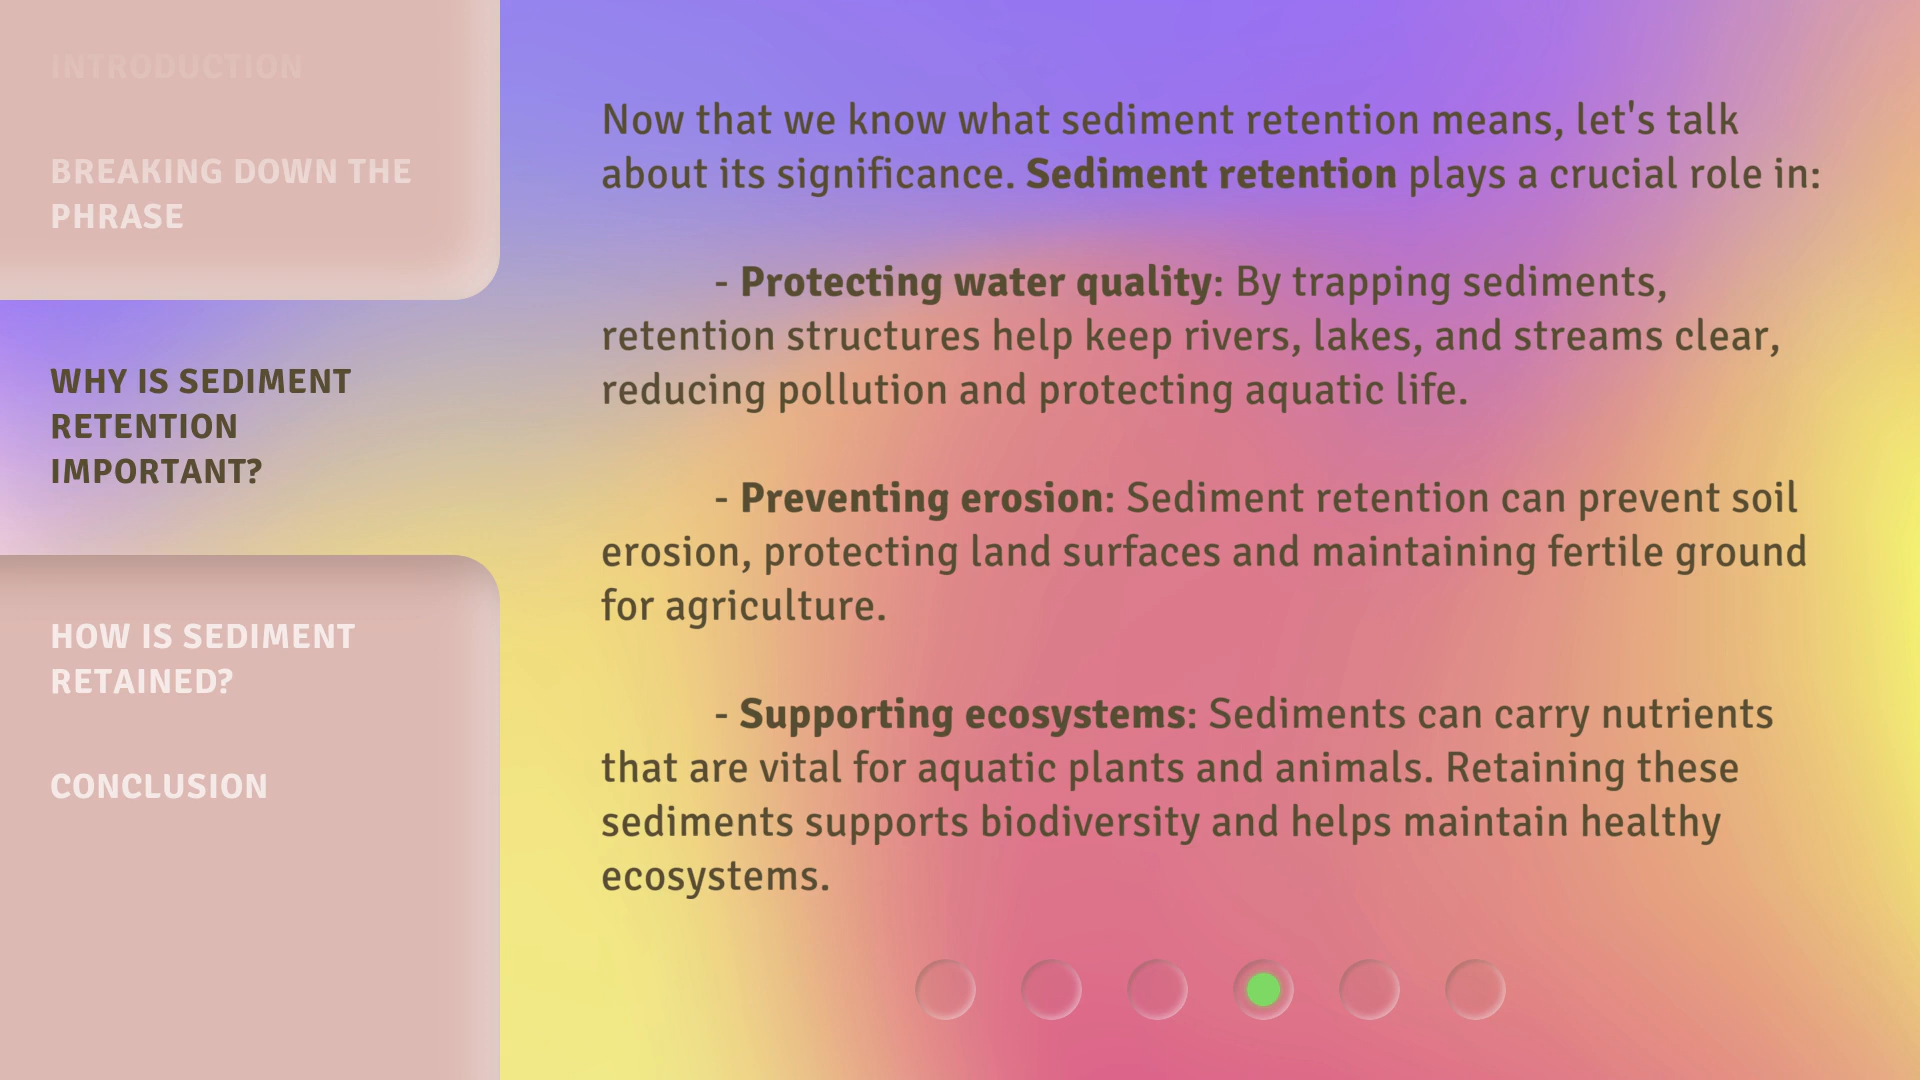 INTRODUCTION
BREAKING DOWN THE
PHRASE
WHY IS SEDIMENT
RETENTION
IMPORTANT?
HOW IS SEDIMENT
RETAINED?
CONCLUSION
Now that we know what sediment retention means, let's talk
about its significance. Sediment retention plays a crucial role in:
- Protecting water quality: By trapping sediments,
retention structures help keep rivers, lakes, and streams clear,
reducing pollution and protecting aquatic life.
- Preventing erosion: Sediment retention can prevent soil
erosion, protecting land surfaces and maintaining fertile ground
for agriculture.
- Supporting ecosystems: Sediments can carry nutrients
that are vital for aquatic plants and animals. Retaining these
sediments supports biodiversity and helps maintain healthy
ecosystems.